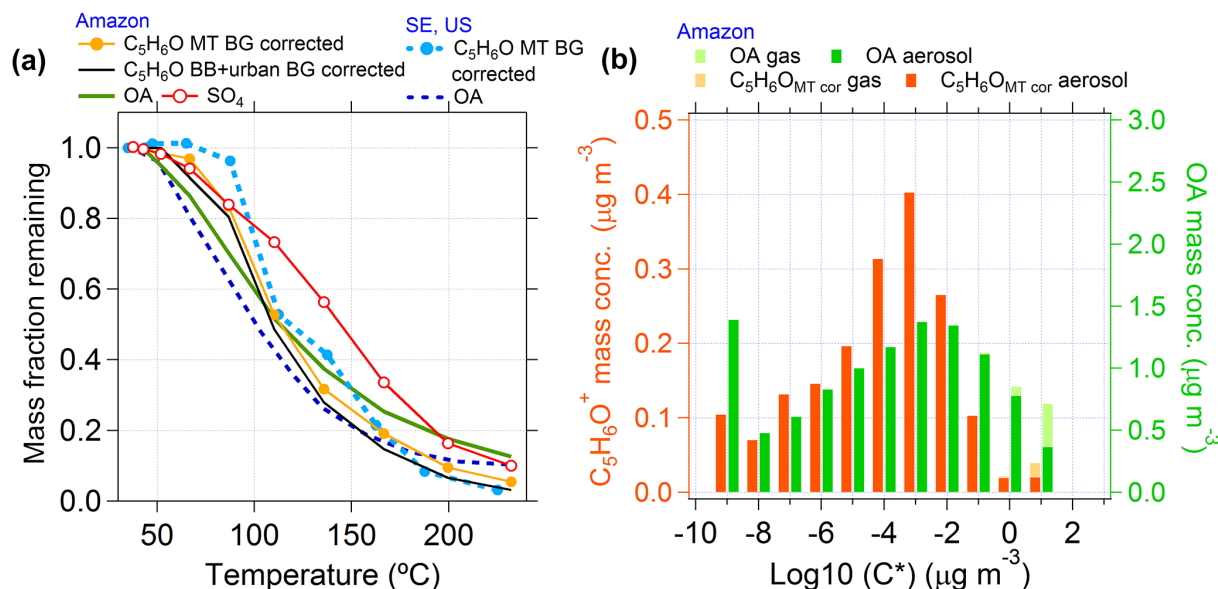 (a)
Amazon
C₅H₆O MT BG corrected
C₅H₆O BB+urban BG corrected
OA
SO₄
SE, US
C₅H₆O MT BG
corrected
OA
Mass fraction remaining
1.0
0.8
0.6
0.4
0.2
0.0
50
100
150
200
Temperature (ºC)
(b)
Amazon
OA gas
OA aerosol
C₅H₆O_MT cor gas
C₅H₆O_MT cor aerosol
C₅H₆O⁺ mass conc. (µg m⁻³)
0.5
0.4
0.3
0.2
0.1
0.0
3.0
2.5
2.0
1.5
1.0
0.5
0.0
OA mass conc. (µg m⁻³)
-10
-8
-6
-4
-2
0
2
Log10 (C*) (µg m⁻³)